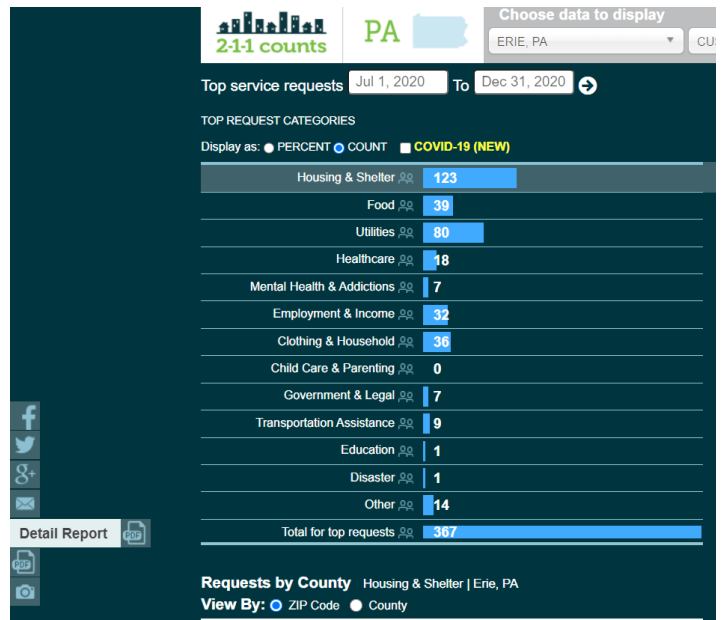 2-1-1 counts
PA
Choose data to display
ERIE, PA
CU
Top service requests Jul 1, 2020 To Dec 31, 2020
TOP REQUEST CATEGORIES
Display as: PERCENT COUNT COVID-19 (NEW)
Housing & Shelter 123
Food 39
Utilities 80
Healthcare 18
Mental Health & Addictions 7
Employment & Income 32
Clothing & Household 36
Child Care & Parenting 0
Government & Legal 7
Transportation Assistance 9
Education 1
Disaster 1
Other 14
Total for top requests 367
Detail Report PDF
PDF
Requests by County Housing & Shelter | Erie, PA
View By: ZIP Code County